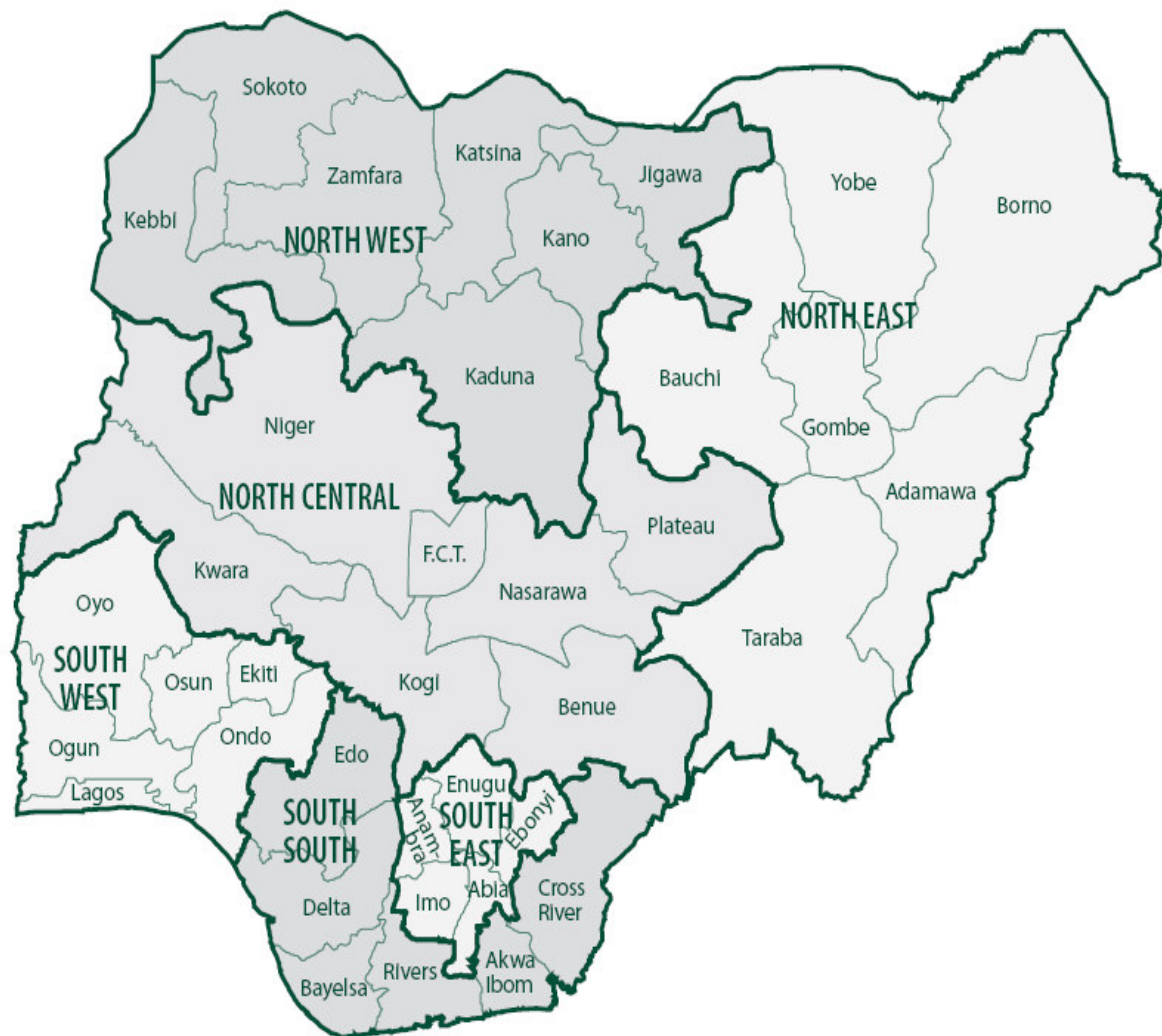 Sokoto
Katsina
Zamfara
Jigawa
Yobe
Borno
Kebbi
Kano
NORTH WEST
NORTH EAST
Kaduna
Bauchi
Niger
Gombe
NORTH CENTRAL
Adamawa
Plateau
F.C.T.
Kwara
Nasarawa
Oyo
Taraba
SOUTH
WEST
Osun
Ekiti
Kogi
Benue
Ogun
Ondo
Lagos
Edo
Enugu
SOUTH
SOUTH
SOUTH
EAST
Anam-
bra
Ebonyi
Abia
Imo
Cross
River
Delta
Rivers
Akwa
Ibom
Bayelsa